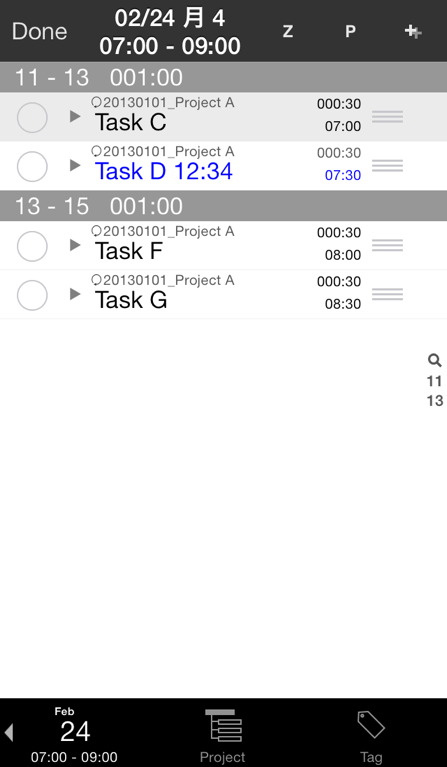 Done
02/24 月 4
07:00 - 09:00
Z
P
11 - 13 001:00
20130101_Project A
000:30
Task C
07:00
20130101_Project A
000:30
Task D 12:34
07:30
13 - 15 001:00
20130101_Project A
000:30
Task F
08:00
20130101_Project A
000:30
Task G
08:30
11
13
Feb
24
07:00 - 09:00
Project
Tag